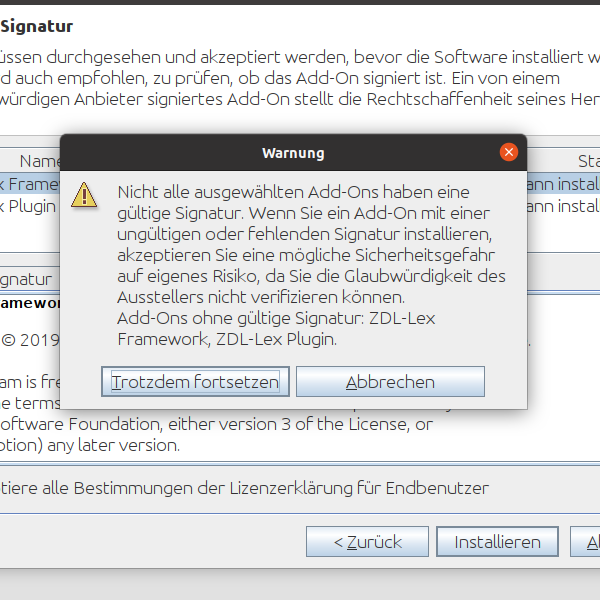 Signatur
üssen durchgesehen und akzeptiert werden, bevor die Software installiert w
d auch empfohlen, zu prüfen, ob das Add-On signiert ist. Ein von einem
würdigen Anbieter signiertes Add-On stellt die Rechtschaffenheit seines Her
Warnung
Name
Sta
x Framew
ann install
x Plugin
ann install
Nicht alle ausgewählten Add-Ons haben eine
gültige Signatur. Wenn Sie ein Add-On mit einer
ungültigen oder fehlenden Signatur installieren,
akzeptieren Sie eine mögliche Sicherheitsgefahr
auf eigenes Risiko, da Sie die Glaubwürdigkeit des
Ausstellers nicht verifizieren können.
Add-Ons ohne gültige Signatur: ZDL-Lex
Framework, ZDL-Lex Plugin.
Trotzdem fortsetzen
Abbrechen
gnatur
amewor
© 2019
am is fre
e terms
oftware Foundation, either version 3 of the License, or
ption) any later version.
tiere alle Bestimmungen der Lizenzerklärung für Endbenutzer
< Zurück
Installieren
Al